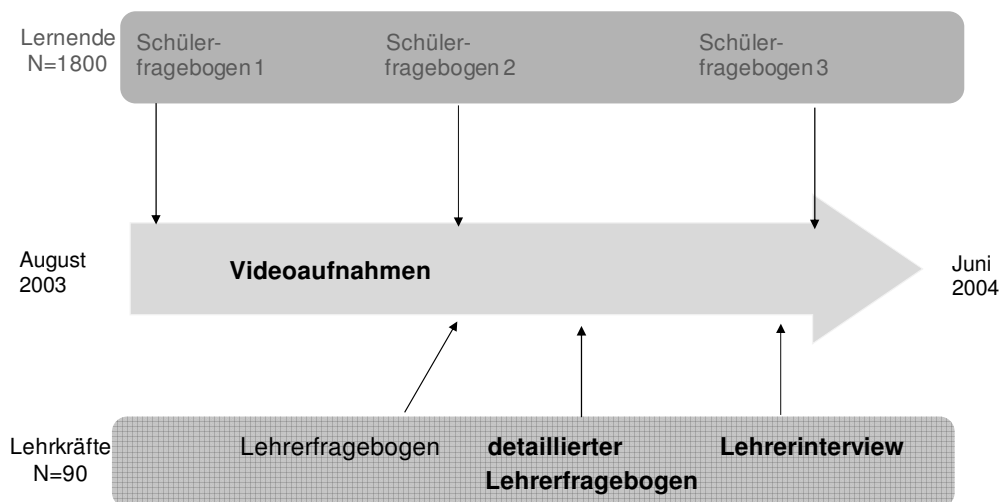 Lernende
N=1800
Schüler-
fragebogen 1
Schüler-
fragebogen 2
Schüler-
fragebogen 3
August
2003
Videoaufnahmen
Juni
2004
Lehrkräfte
N=90
Lehrerfragebogen
detaillierter
Lehrerfragebogen
Lehrerinterview